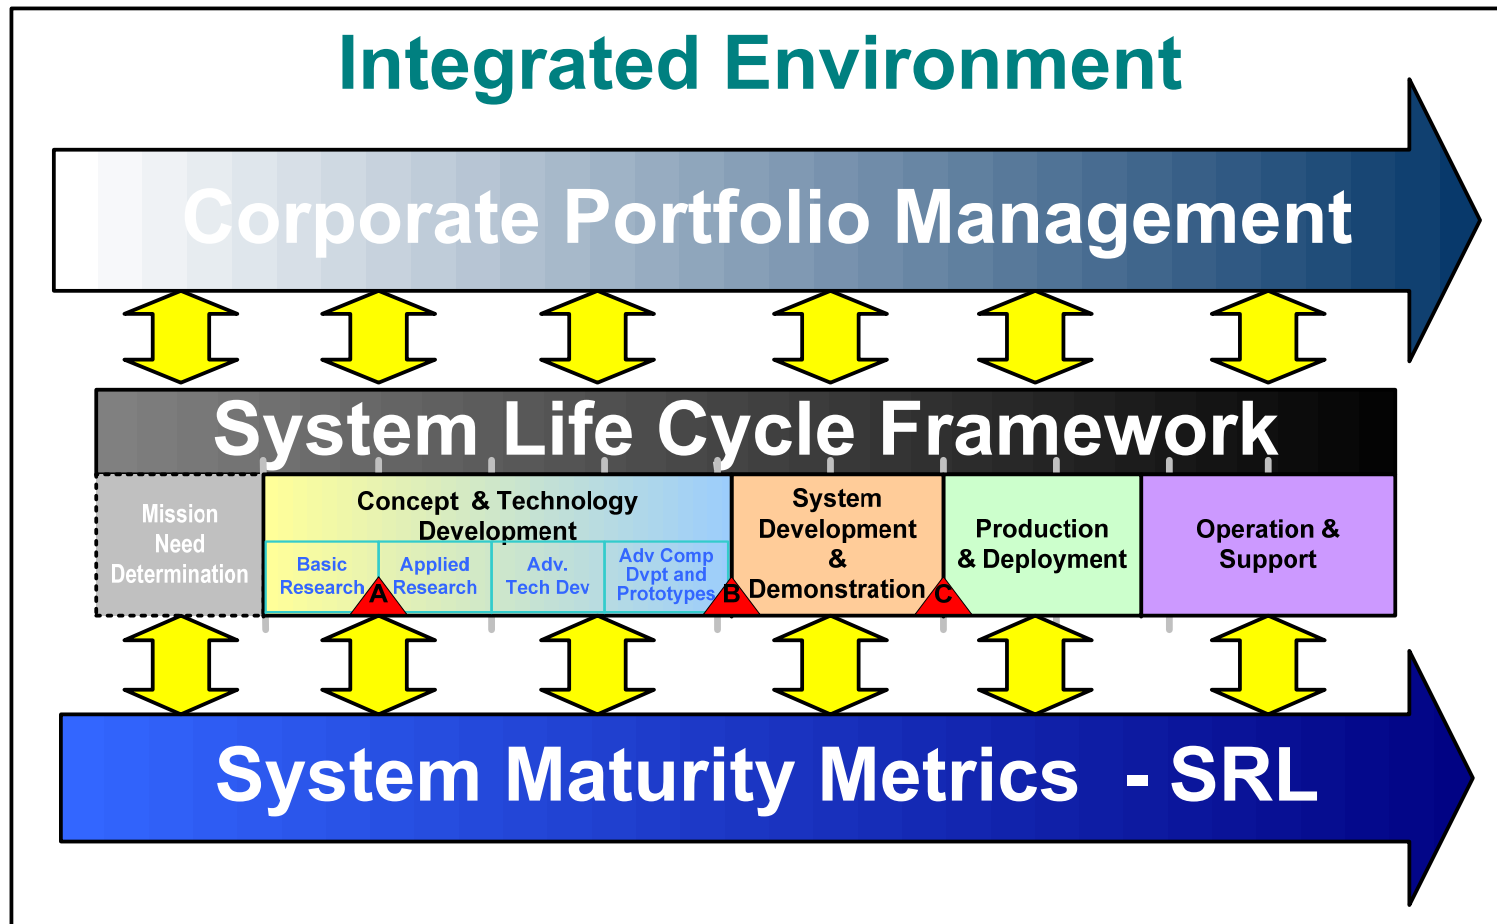 Integrated Environment
Corporate Portfolio Management
System Life Cycle Framework
Mission
Need
Determination
Concept & Technology
Development
Basic
Research
Applied
Research
Adv.
Tech Dev
Adv Comp
Dvpt and
Prototypes
A
B
System
Development
&
Demonstration
C
Production
& Deployment
Operation &
Support
System Maturity Metrics - SRL